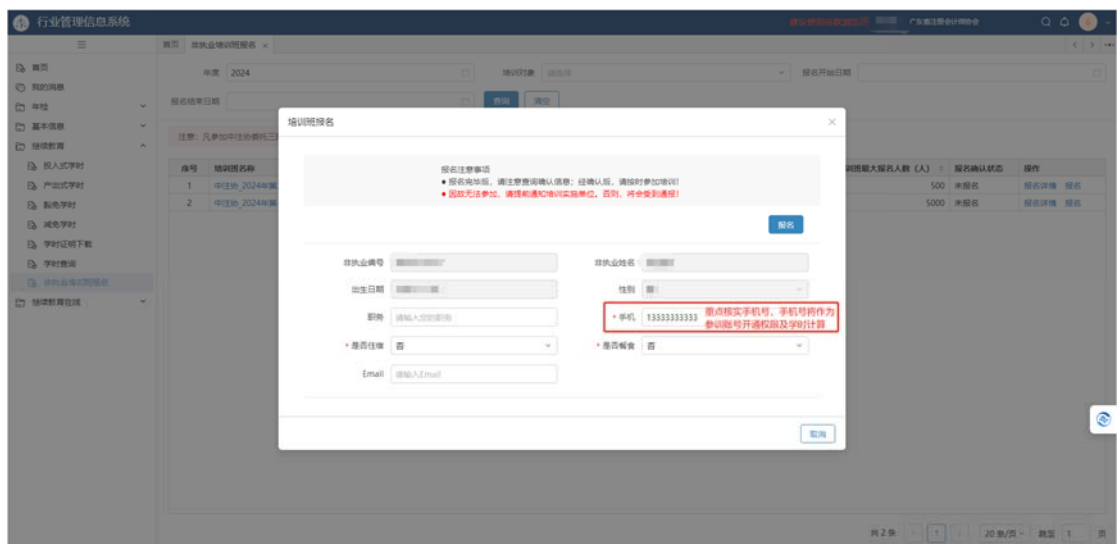 行业管理信息系统
广东省注册会计师协会
首页 非执业培训班报名 ×
首页
我的消息
年检
基本信息
继续教育
投入式学时
产出式学时
豁免学时
减免学时
学时证明下载
学时查询
非执业培训班报名
继续教育在线
年度 2024
培训对象 请选择
报名开始日期
报名结束日期
查询 清空
注意：凡参加中注协委托三
序号 培训班名称
训班最大报名人数（人） 报名确认状态 操作
1 中注协_2024年第
500 未报名 报名详情 报名
2 中注协_2024年第
5000 未报名 报名详情 报名
培训班报名 ×
报名注意事项
● 报名完毕后，请注意查询确认信息；经确认后，请按时参加培训！
● 因故无法参加，请提前通知培训实施单位。否则，将会受到通报！
报名
非执业编号
非执业姓名
出生日期
性别
职务 请输入您的职务
* 手机 13333333333
重点核实手机号，手机号将作为
参训账号开通权限及学时计算
* 是否住宿 否
* 是否餐食 否
Email 请输入Email
取消
共 2 条 1 20 条/页 跳至 1 页